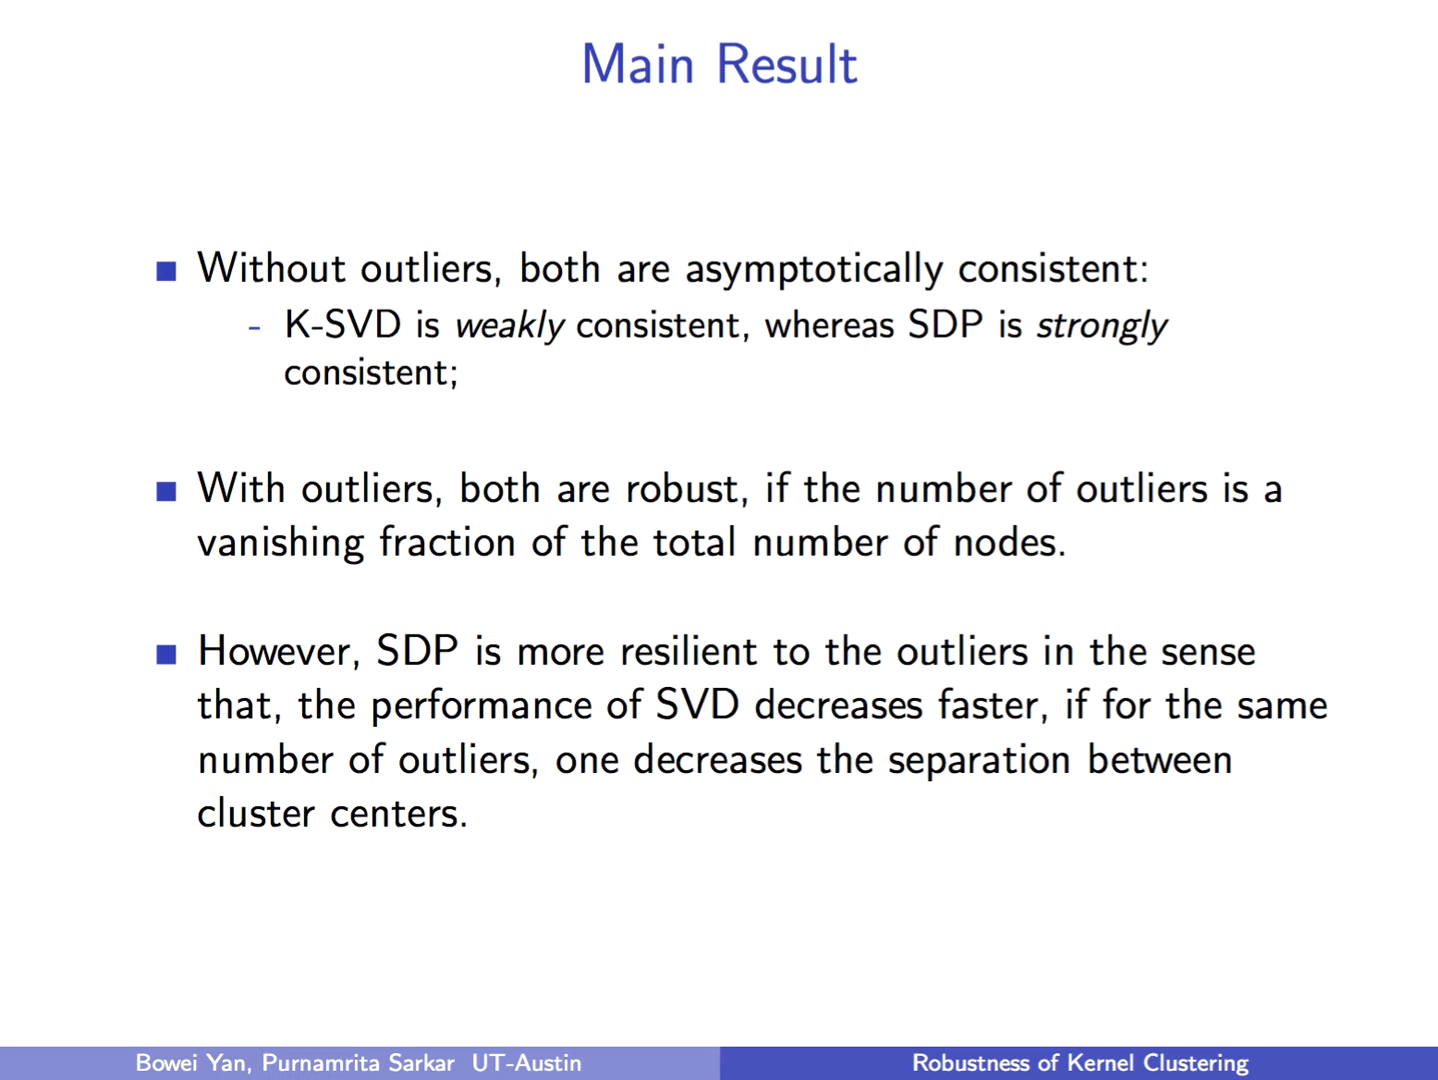 Main Result
Without outliers, both are asymptotically consistent:
- K-SVD is weakly consistent, whereas SDP is strongly
consistent;
With outliers, both are robust, if the number of outliers is a
vanishing fraction of the total number of nodes.
However, SDP is more resilient to the outliers in the sense
that, the performance of SVD decreases faster, if for the same
number of outliers, one decreases the separation between
cluster centers.
Bowei Yan, Purnamrita Sarkar UT-Austin
Robustness of Kernel Clustering